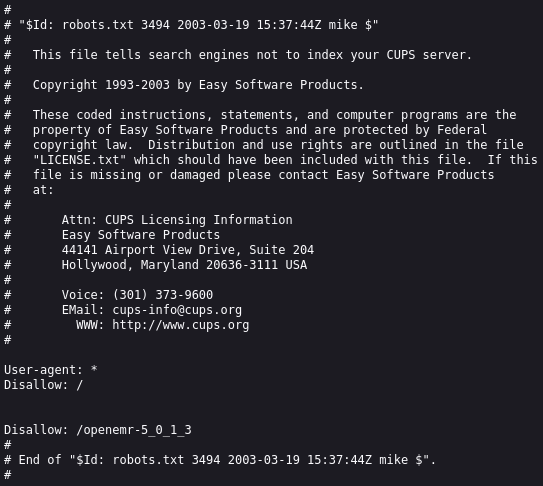 #
# "$Id: robots.txt 3494 2003-03-19 15:37:44Z mike $"
#
#   This file tells search engines not to index your CUPS server.
#
#   Copyright 1993-2003 by Easy Software Products.
#
#   These coded instructions, statements, and computer programs are the
#   property of Easy Software Products and are protected by Federal
#   copyright law.  Distribution and use rights are outlined in the file
#   "LICENSE.txt" which should have been included with this file.  If this
#   file is missing or damaged please contact Easy Software Products
#   at:
#
#       Attn: CUPS Licensing Information
#       Easy Software Products
#       44141 Airport View Drive, Suite 204
#       Hollywood, Maryland 20636-3111 USA
#
#       Voice: (301) 373-9600
#       EMail: cups-info@cups.org
#         WWW: http://www.cups.org
#

User-agent: *
Disallow: /


Disallow: /openemr-5_0_1_3
#
# End of "$Id: robots.txt 3494 2003-03-19 15:37:44Z mike $".
#